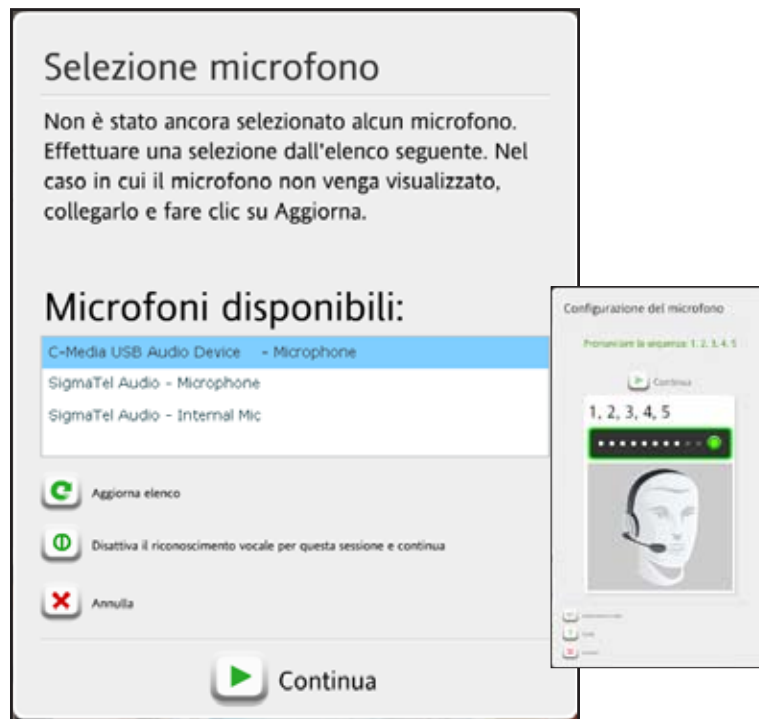 Selezione microfono
Non è stato ancora selezionato alcun microfono.
Effettuare una selezione dall'elenco seguente. Nel
caso in cui il microfono non venga visualizzato,
collegarlo e fare clic su Aggiorna.
Microfoni disponibili:
C-Media USB Audio Device - Microphone
SigmaTel Audio - Microphone
SigmaTel Audio - Internal Mic
Aggiorna elenco
Disattiva il riconoscimento vocale per questa sessione e continua
Annulla
Continua
Configurazione del microfono
Pronunciare la sequenza: 1, 2, 3, 4, 5
Continua
1, 2, 3, 4, 5